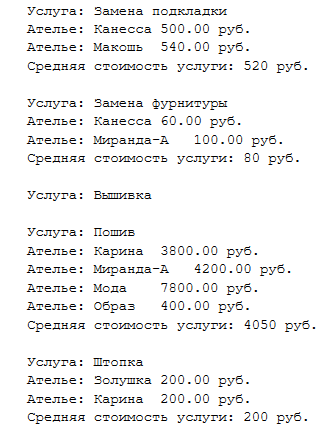 Услуга: Замена подкладки
Ателье: Канесса 500.00 руб.
Ателье: Макошь  540.00 руб.
Средняя стоимость услуги: 520 руб.

Услуга: Замена фурнитуры
Ателье: Канесса 60.00 руб.
Ателье: Миранда-А   100.00 руб.
Средняя стоимость услуги: 80 руб.

Услуга: Вышивка

Услуга: Пошив
Ателье: Карина  3800.00 руб.
Ателье: Миранда-А   4200.00 руб.
Ателье: Мода    7800.00 руб.
Ателье: Образ   400.00 руб.
Средняя стоимость услуги: 4050 руб.

Услуга: Штопка
Ателье: Золушка 200.00 руб.
Ателье: Карина  200.00 руб.
Средняя стоимость услуги: 200 руб.